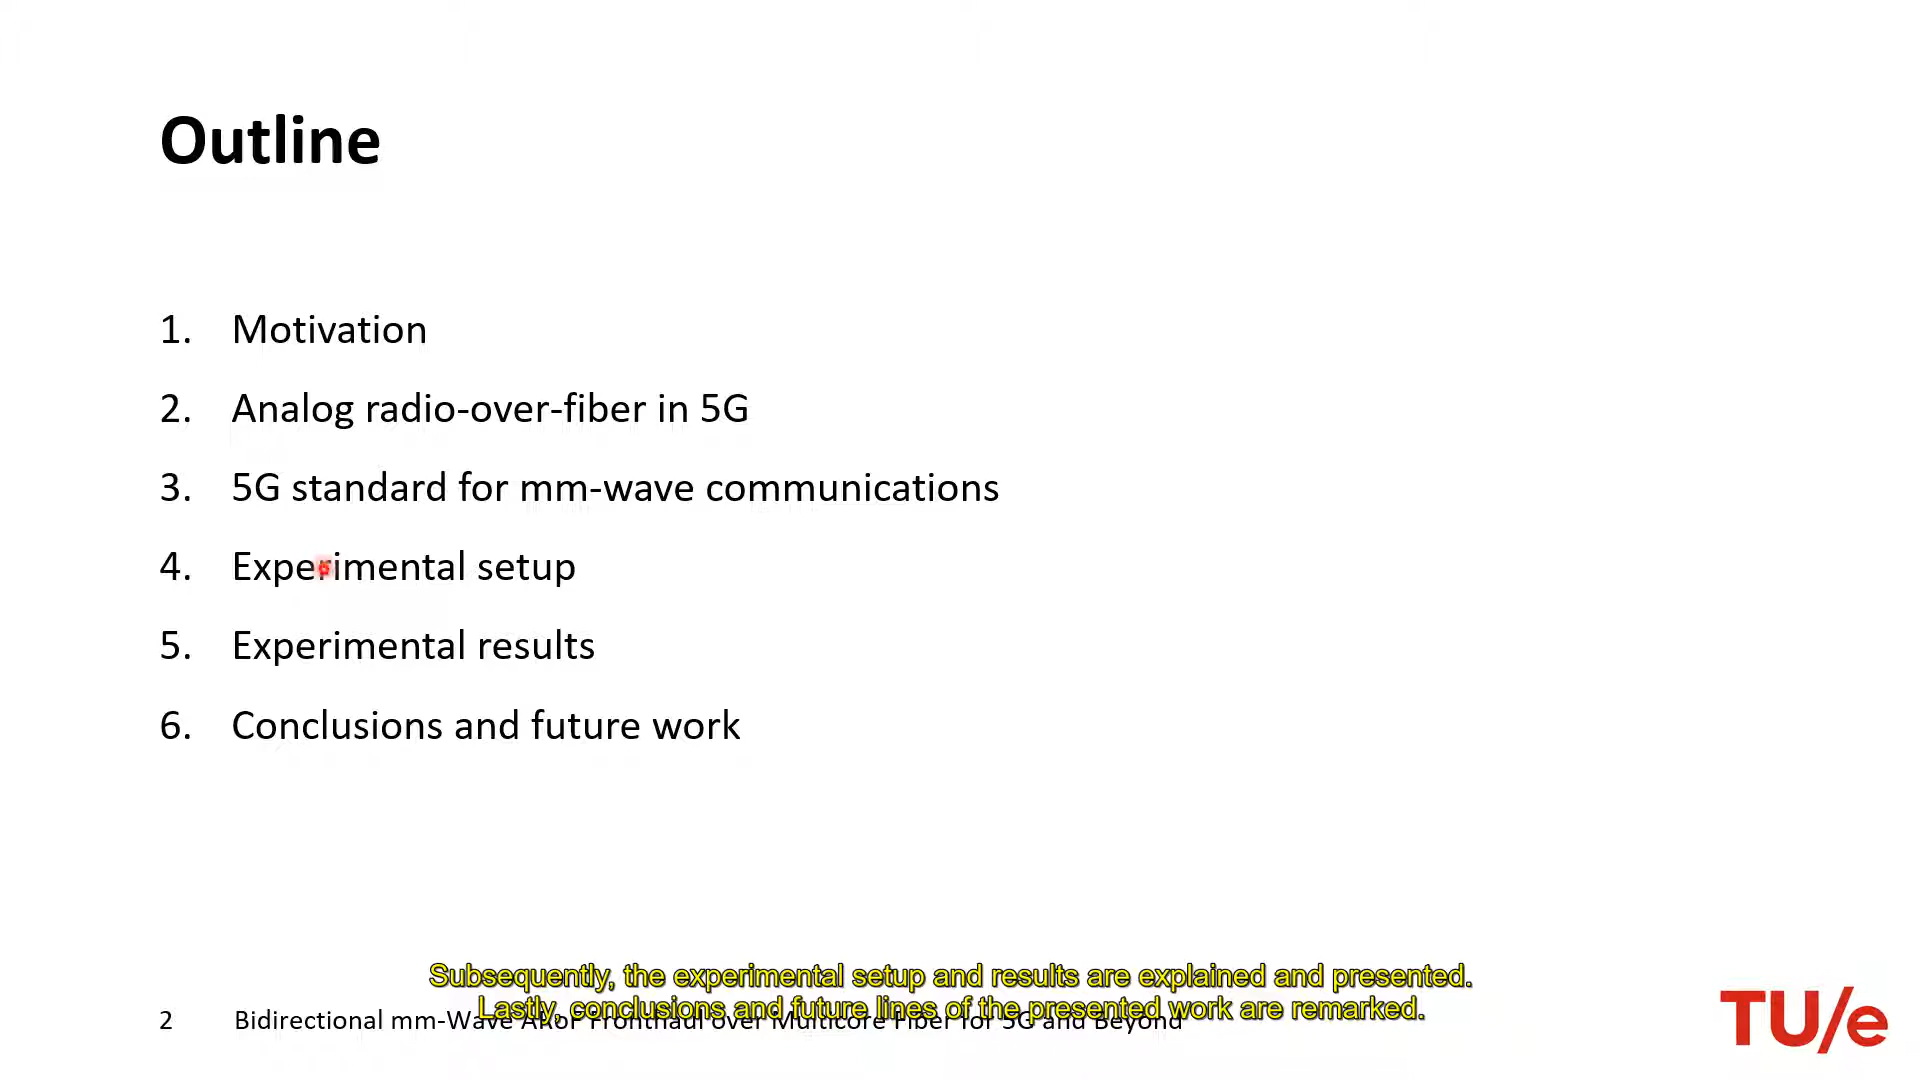 Outline
1. Motivation
2. Analog radio-over-fiber in 5G
3. 5G standard for mm-wave communications
4. Experimental setup
5. Experimental results
6. Conclusions and future work
Subsequently, the experimental setup and results are explained and presented.
Lastly, conclusions and future lines of the presented work are remarked.
2 Bidirectional mm-Wave ARoF Fronthaul over Multicore Fiber for 5G and Beyond
TU/e